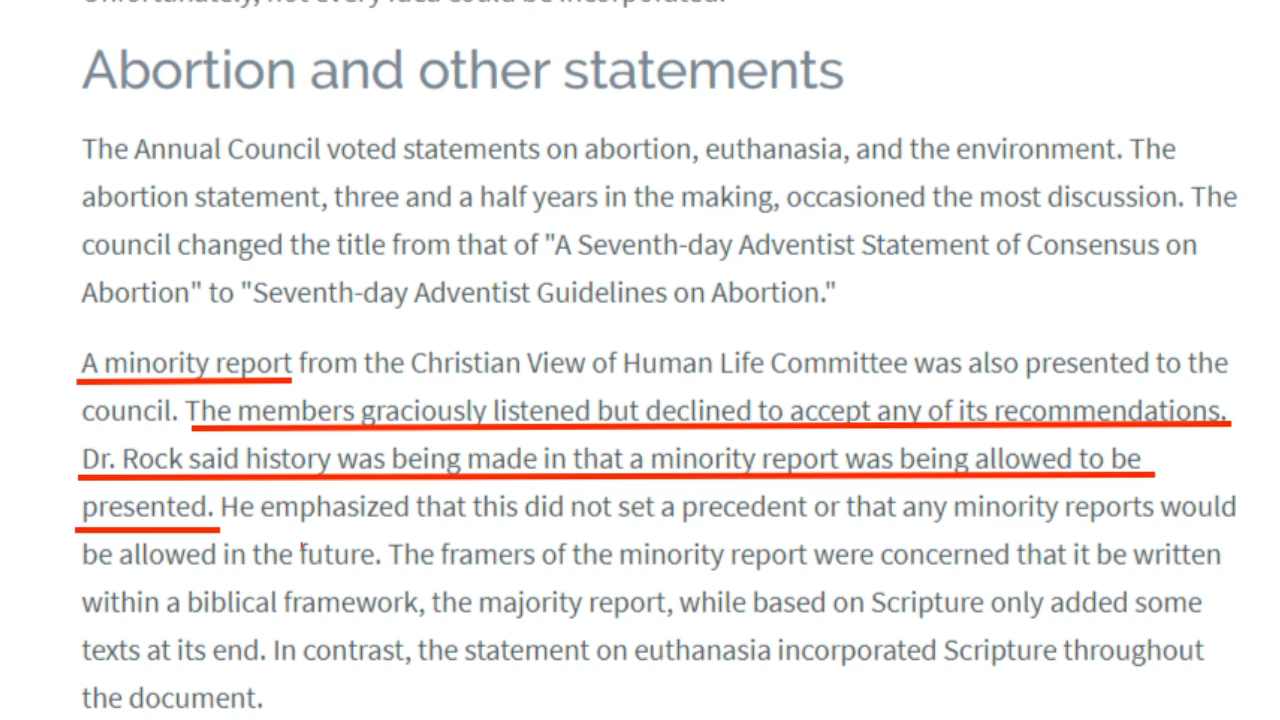 Unfortunately, not every idea could be incorporated.
Abortion and other statements
The Annual Council voted statements on abortion, euthanasia, and the environment. The
abortion statement, three and a half years in the making, occasioned the most discussion. The
council changed the title from that of "A Seventh-day Adventist Statement of Consensus on
Abortion" to "Seventh-day Adventist Guidelines on Abortion."
A minority report from the Christian View of Human Life Committee was also presented to the
council. The members graciously listened but declined to accept any of its recommendations.
Dr. Rock said history was being made in that a minority report was being allowed to be
presented. He emphasized that this did not set a precedent or that any minority reports would
be allowed in the future. The framers of the minority report were concerned that it be written
within a biblical framework, the majority report, while based on Scripture only added some
texts at its end. In contrast, the statement on euthanasia incorporated Scripture throughout
the document.